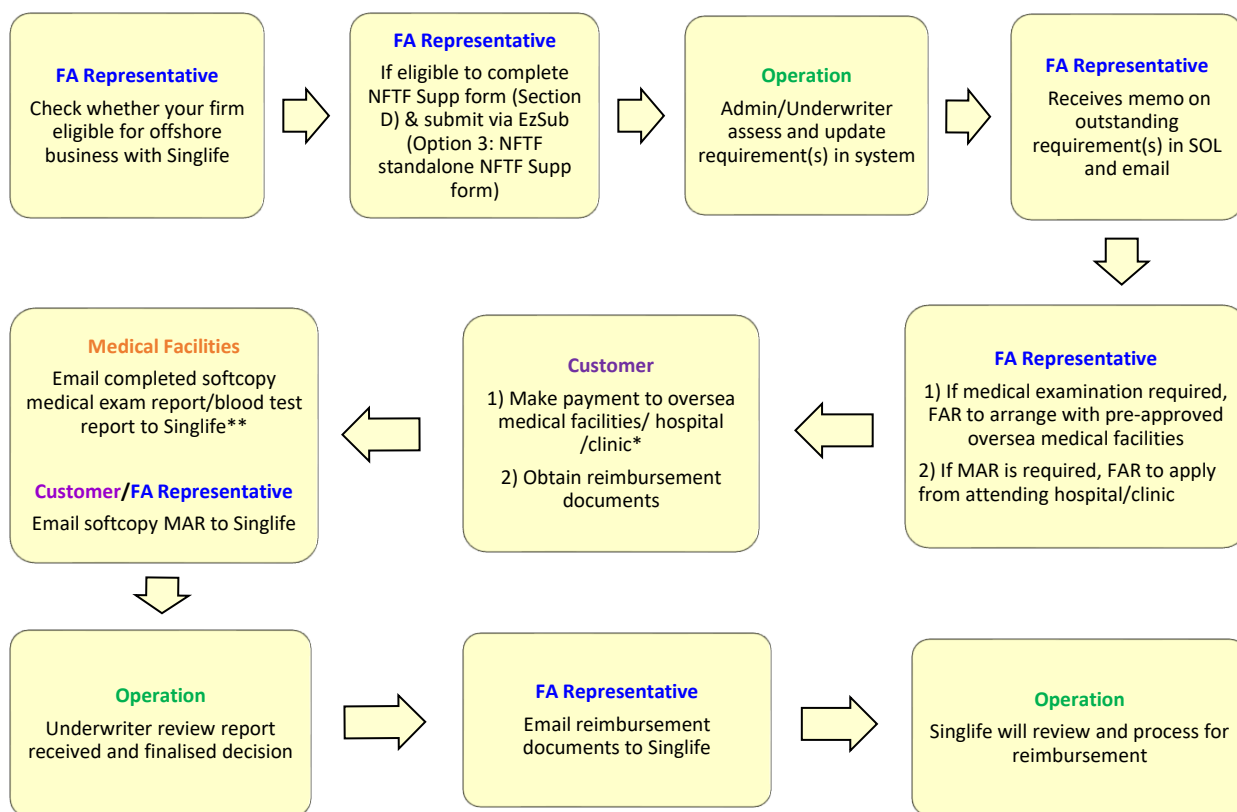 FA Representative
Check whether your firm
eligible for offshore
business with Singlife
FA Representative
If eligible to complete
NFTF Supp form (Section
D) & submit via EzSub
(Option 3: NFTF
standalone NFTF Supp
form)
Operation
Admin/Underwriter
assess and update
requirement(s) in system
FA Representative
Receives memo on
outstanding
requirement(s) in SOL
and email
FA Representative
1) If medical examination required,
FAR to arrange with pre-approved
oversea medical facilities
2) If MAR is required, FAR to apply
from attending hospital/clinic
Customer
1) Make payment to oversea
medical facilities/ hospital
/clinic*
2) Obtain reimbursement
documents
Medical Facilities
Email completed softcopy
medical exam report/blood test
report to Singlife**
Customer/FA Representative
Email softcopy MAR to Singlife
Operation
Underwriter review report
received and finalised decision
FA Representative
Email reimbursement
documents to Singlife
Operation
Singlife will review and process for
reimbursement